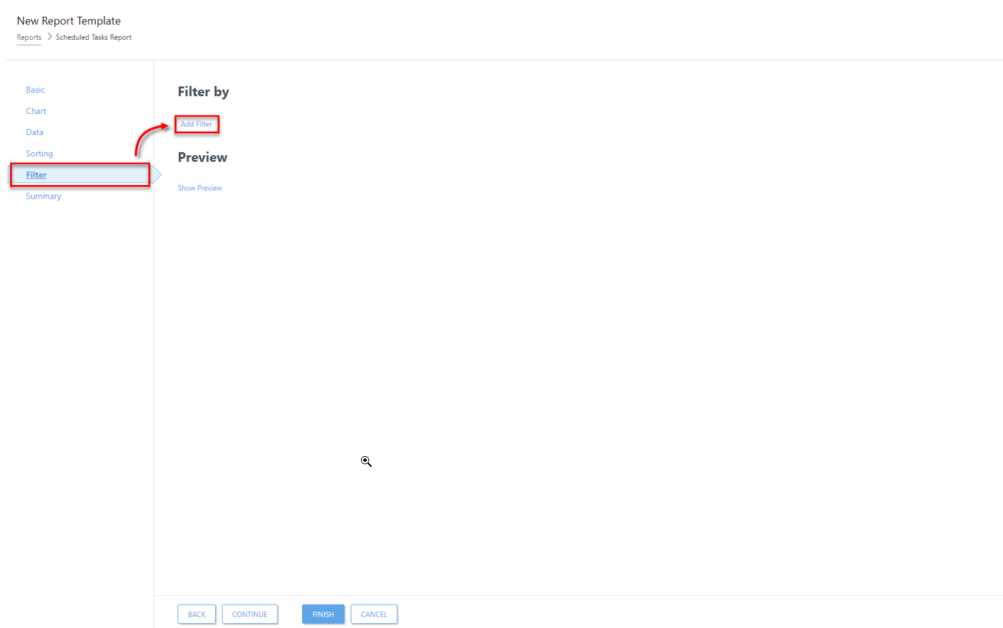 New Report Template
Reports > Scheduled Tasks Report
Basic
Chart
Data
Sorting
Filter
Summary
Filter by
Add Filter
Preview
Show Preview
BACK CONTINUE FINISH CANCEL